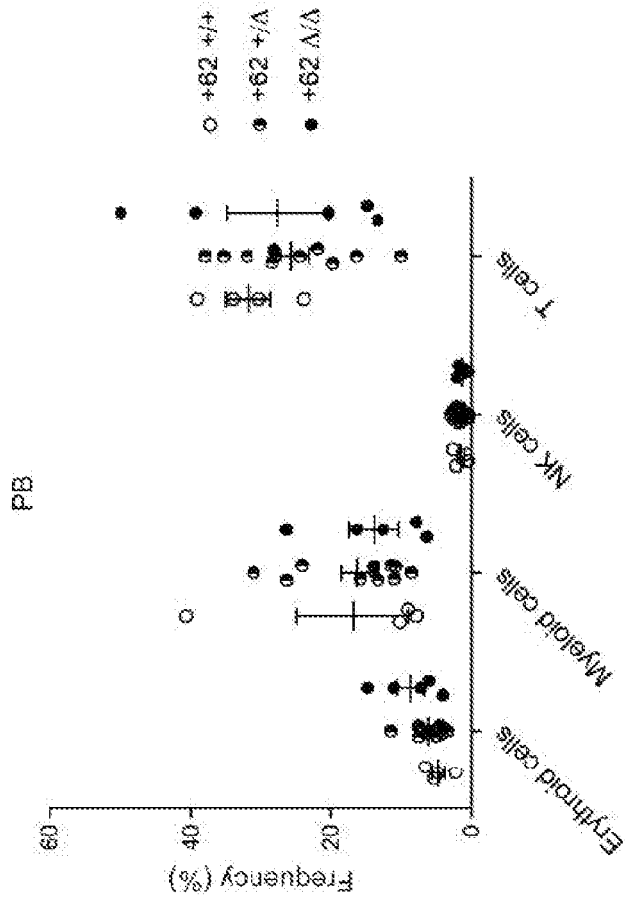 PB
Frequency (%)
60
40
20
0
Erythroid cells
Myeloid cells
NK cells
T cells
+62 +/+
+62 +/Δ
+62 Δ/Δ